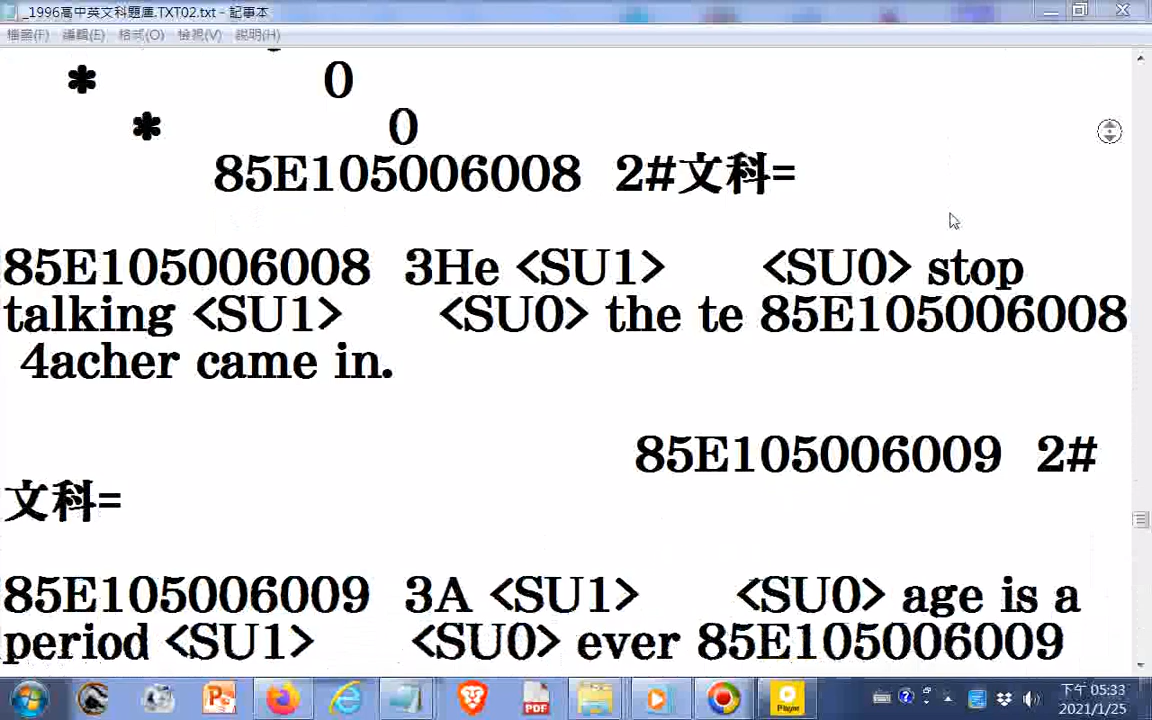 _1996高中英文科題庫.TXT02.txt - 記事本
檔案(F) 編輯(E) 格式(O) 檢視(V) 說明(H)
* 0
* 0
85E105006008 2#文科=
85E105006008 3He <SU1> <SU0> stop
talking <SU1> <SU0> the te 85E105006008
4acher came in.
85E105006009 2#
文科=
85E105006009 3A <SU1> <SU0> age is a
period <SU1> <SU0> ever 85E105006009
PDF
Player
下午 05:33
2021/1/25